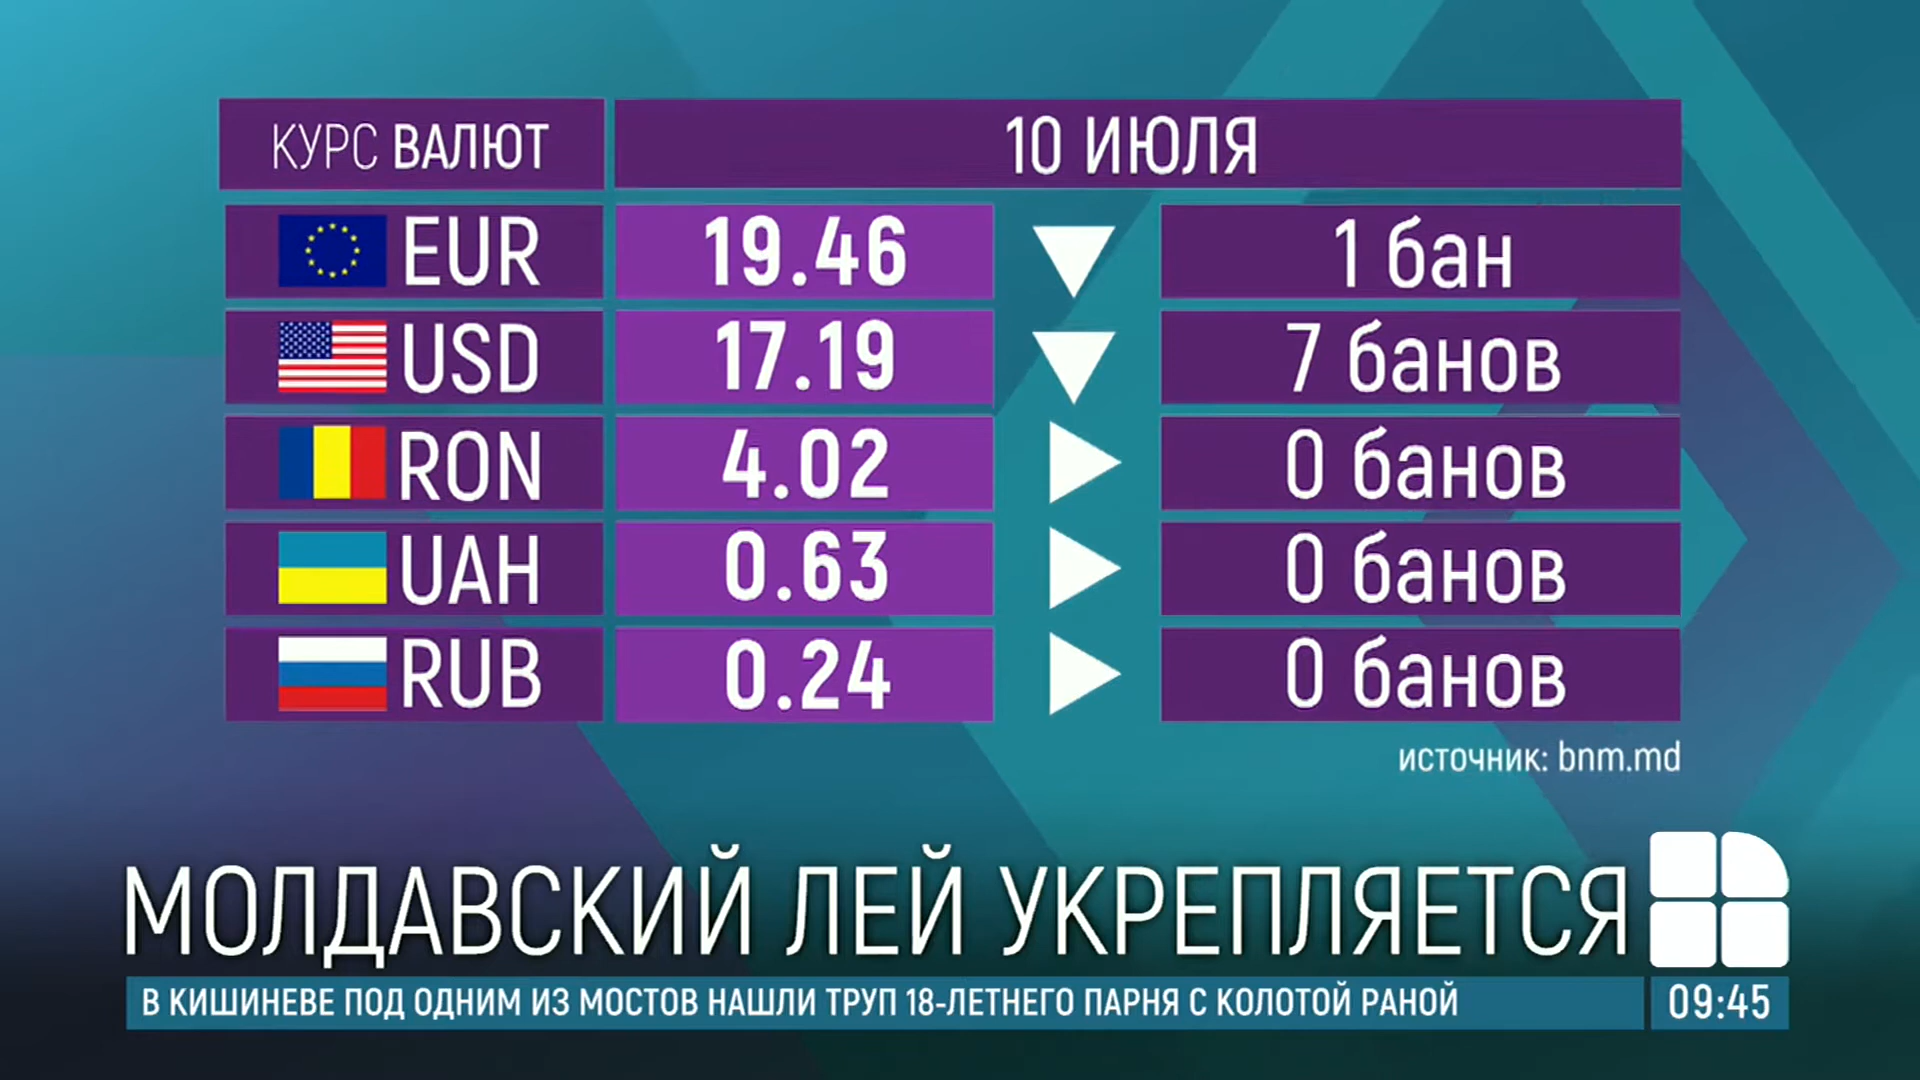 КУРС ВАЛЮТ 10 ИЮЛЯ
EUR 19.46 1 бан
USD 17.19 7 банов
RON 4.02 0 банов
UAH 0.63 0 банов
RUB 0.24 0 банов
источник: bnm.md
МОЛДАВСКИЙ ЛЕЙ УКРЕПЛЯЕТСЯ
В КИШИНЕВЕ ПОД ОДНИМ ИЗ МОСТОВ НАШЛИ ТРУП 18-ЛЕТНЕГО ПАРНЯ С КОЛОТОЙ РАНОЙ 09:45